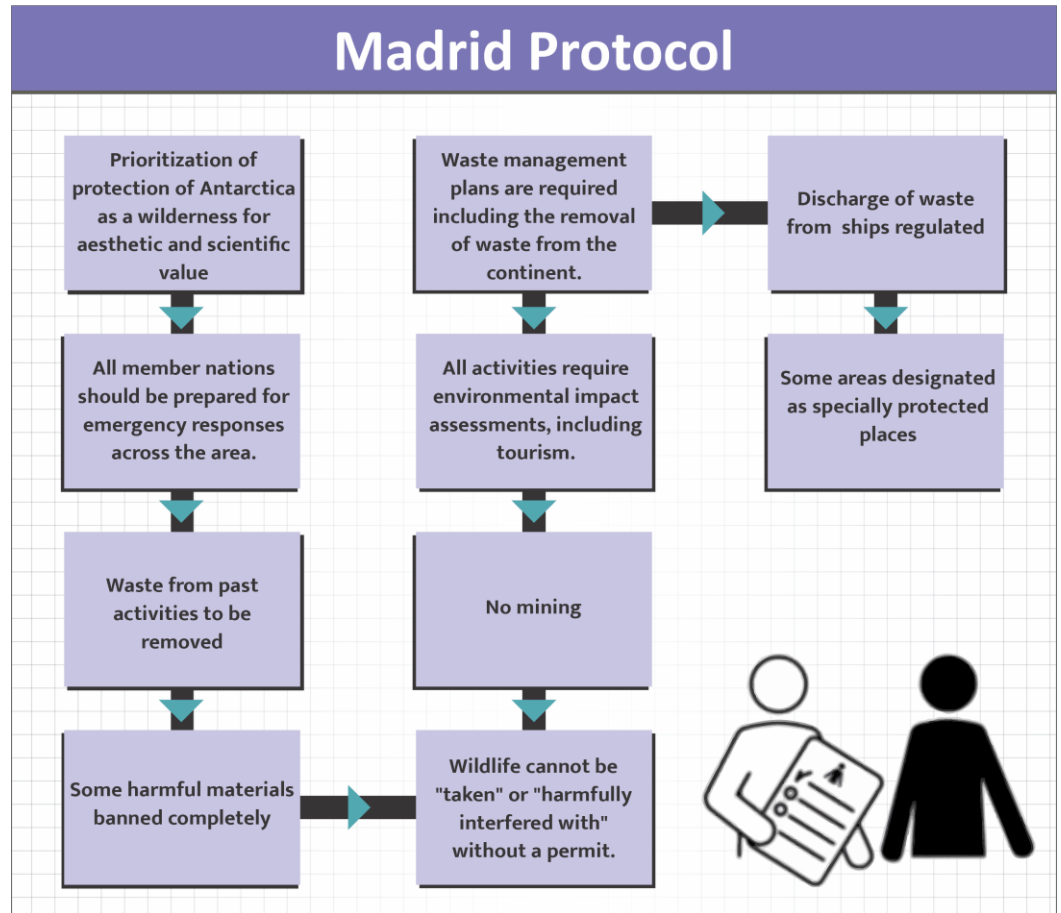 Madrid Protocol
Prioritization of
protection of Antarctica
as a wilderness for
aesthetic and scientific
value
All member nations
should be prepared for
emergency responses
across the area.
Waste from past
activities to be
removed
Some harmful materials
banned completely
Waste management
plans are required
including the removal
of waste from the
continent.
All activities require
environmental impact
assessments, including
tourism.
No mining
Wildlife cannot be
"taken" or "harmfully
interfered with"
without a permit.
Discharge of waste
from ships regulated
Some areas designated
as specially protected
places